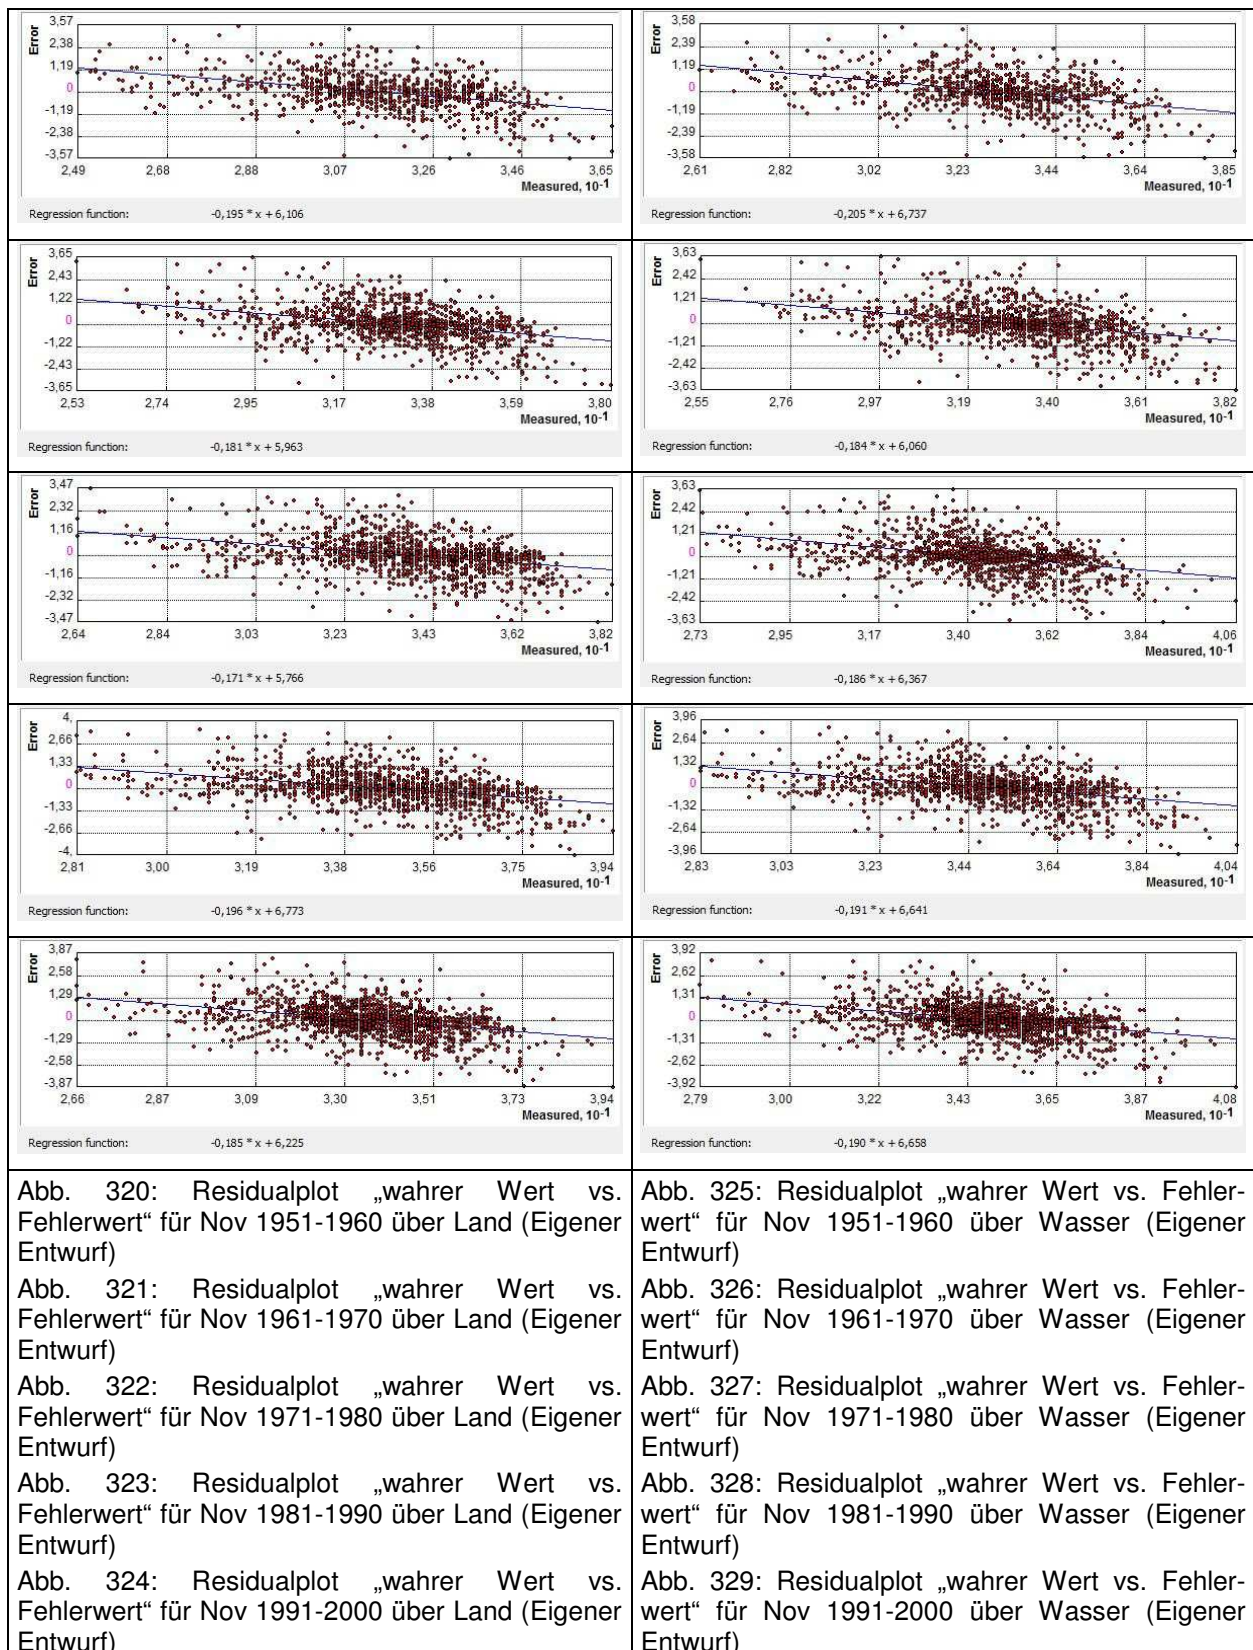 Error
3,57
2,38
1,19
0
-1,19
-2,38
-3,57
2,49 2,68 2,88 3,07 3,26 3,46 3,65
Measured, 10-1
Regression function: -0,195 * x + 6,106
Error
3,58
2,39
1,19
0
-1,19
-2,39
-3,58
2,61 2,82 3,02 3,23 3,44 3,64 3,85
Measured, 10-1
Regression function: -0,205 * x + 6,737
Error
3,65
2,43
1,22
0
-1,22
-2,43
-3,65
2,53 2,74 2,95 3,17 3,38 3,59 3,80
Measured, 10-1
Regression function: -0,181 * x + 5,963
Error
3,63
2,42
1,21
0
-1,21
-2,42
-3,63
2,55 2,76 2,97 3,19 3,40 3,61 3,82
Measured, 10-1
Regression function: -0,184 * x + 6,060
Error
3,47
2,32
1,16
0
-1,16
-2,32
-3,47
2,64 2,84 3,03 3,23 3,43 3,62 3,82
Measured, 10-1
Regression function: -0,171 * x + 5,766
Error
3,63
2,42
1,21
0
-1,21
-2,42
-3,63
2,73 2,95 3,17 3,40 3,62 3,84 4,06
Measured, 10-1
Regression function: -0,186 * x + 6,367
Error
4,
2,66
1,33
0
-1,33
-2,66
-4,
2,81 3,00 3,19 3,38 3,56 3,75 3,94
Measured, 10-1
Regression function: -0,196 * x + 6,773
Error
3,96
2,64
1,32
0
-1,32
-2,64
-3,96
2,83 3,03 3,23 3,44 3,64 3,84 4,04
Measured, 10-1
Regression function: -0,191 * x + 6,641
Error
3,87
2,58
1,29
0
-1,29
-2,58
-3,87
2,66 2,87 3,09 3,30 3,51 3,73 3,94
Measured, 10-1
Regression function: -0,185 * x + 6,225
Error
3,92
2,62
1,31
0
-1,31
-2,62
-3,92
2,79 3,00 3,22 3,43 3,65 3,87 4,08
Measured, 10-1
Regression function: -0,190 * x + 6,658
Abb. 320: Residualplot „wahrer Wert vs.
Fehlerwert“ für Nov 1951-1960 über Land (Eigener
Entwurf)
Abb. 321: Residualplot „wahrer Wert vs.
Fehlerwert“ für Nov 1961-1970 über Land (Eigener
Entwurf)
Abb. 322: Residualplot „wahrer Wert vs.
Fehlerwert“ für Nov 1971-1980 über Land (Eigener
Entwurf)
Abb. 323: Residualplot „wahrer Wert vs.
Fehlerwert“ für Nov 1981-1990 über Land (Eigener
Entwurf)
Abb. 324: Residualplot „wahrer Wert vs.
Fehlerwert“ für Nov 1991-2000 über Land (Eigener
Entwurf)
Abb. 325: Residualplot „wahrer Wert vs. Fehler-
wert“ für Nov 1951-1960 über Wasser (Eigener
Entwurf)
Abb. 326: Residualplot „wahrer Wert vs. Fehler-
wert“ für Nov 1961-1970 über Wasser (Eigener
Entwurf)
Abb. 327: Residualplot „wahrer Wert vs. Fehler-
wert“ für Nov 1971-1980 über Wasser (Eigener
Entwurf)
Abb. 328: Residualplot „wahrer Wert vs. Fehler-
wert“ für Nov 1981-1990 über Wasser (Eigener
Entwurf)
Abb. 329: Residualplot „wahrer Wert vs. Fehler-
wert“ für Nov 1991-2000 über Wasser (Eigener
Entwurf)